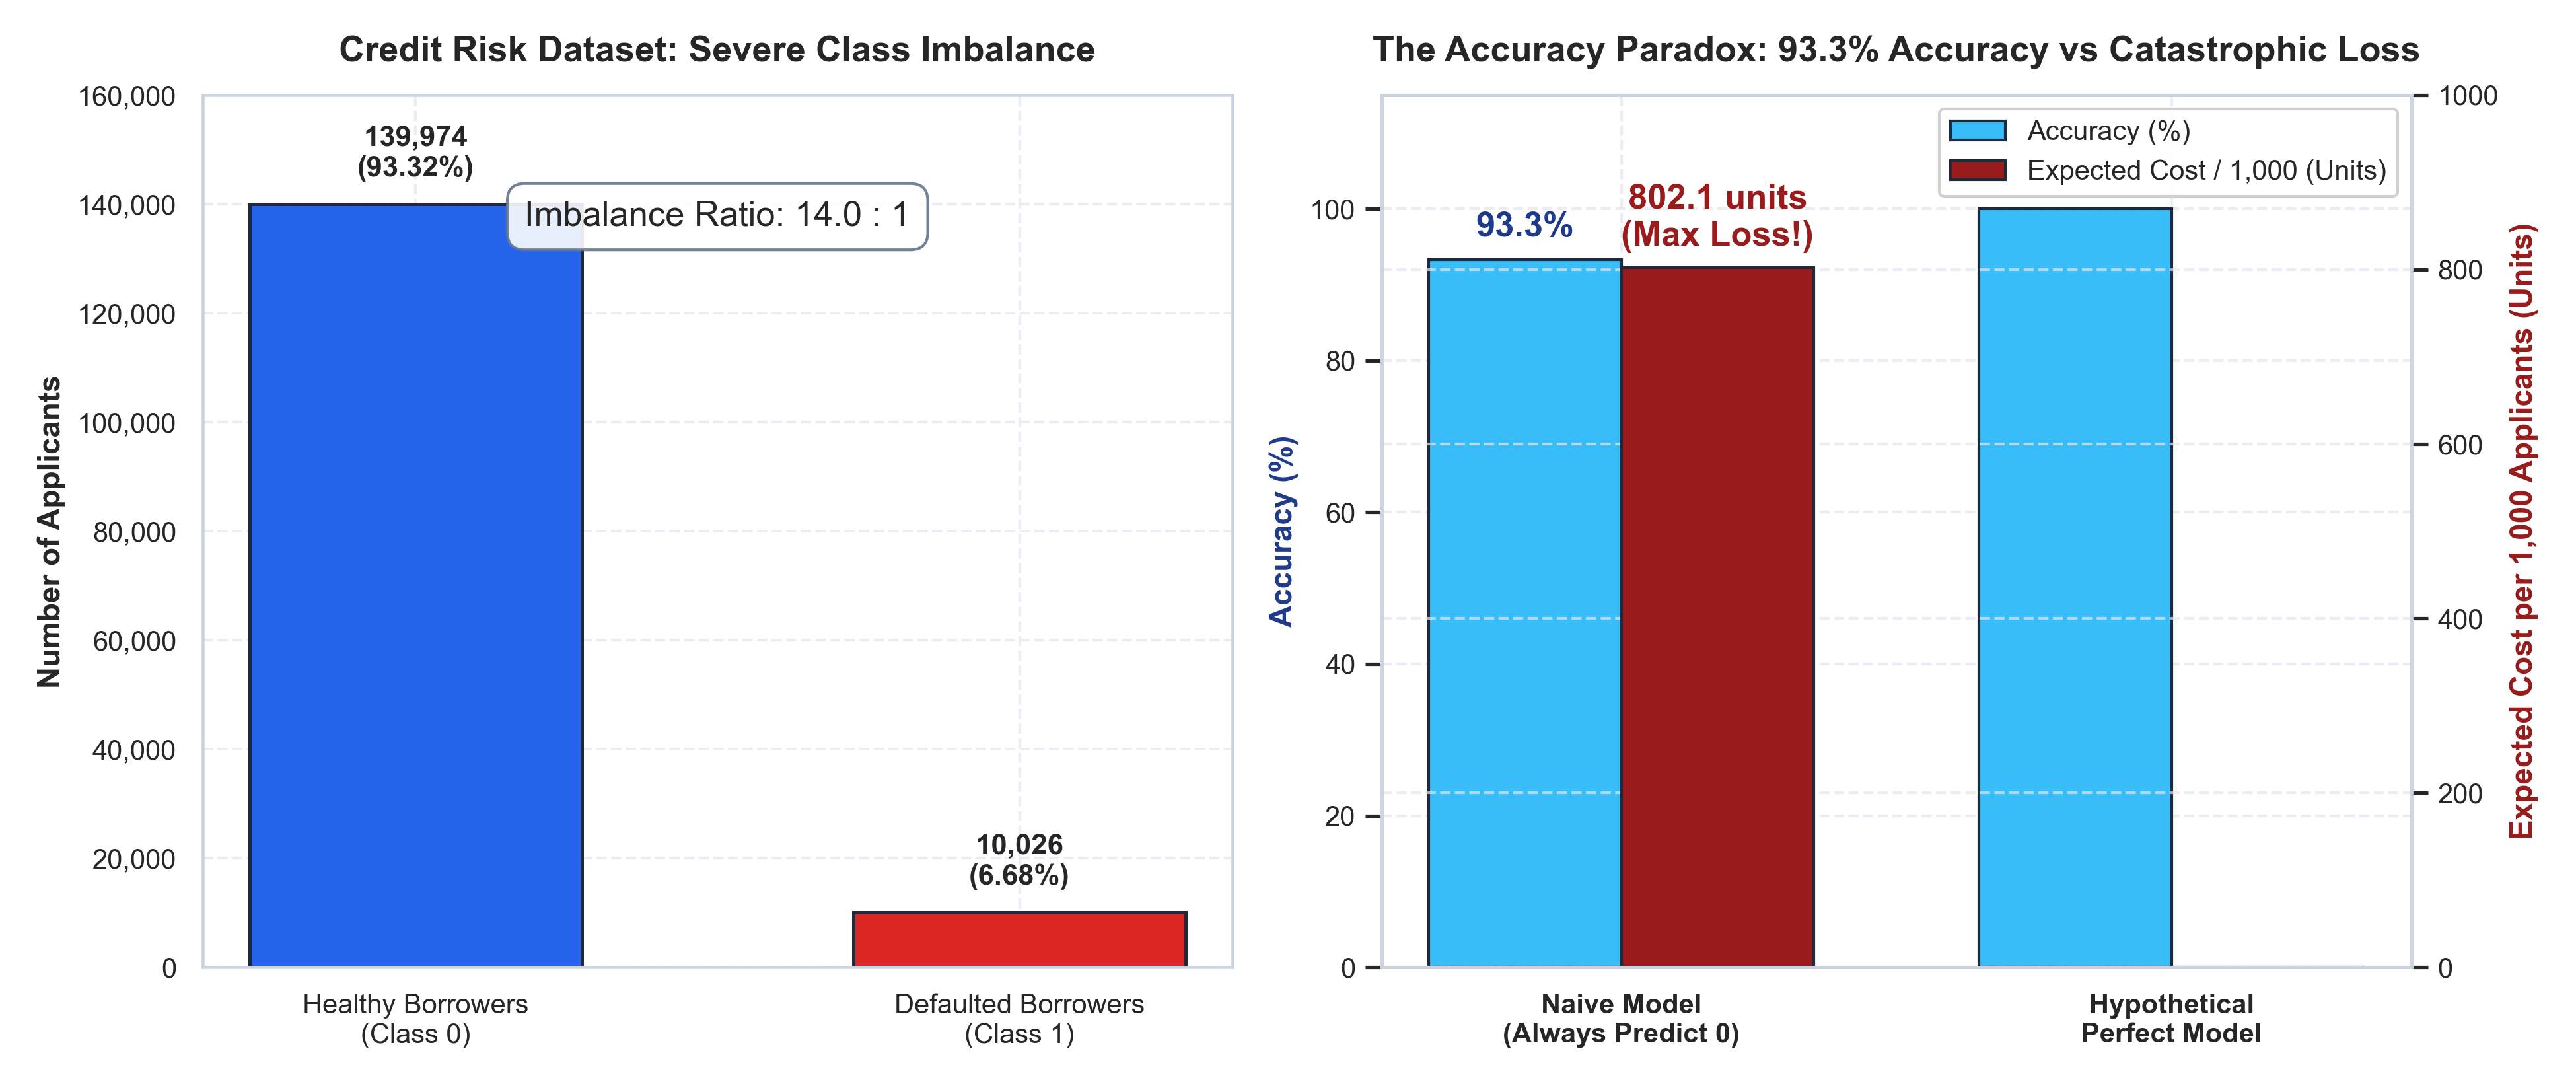 Credit Risk Dataset: Severe Class Imbalance
Number of Applicants
160,000
140,000
120,000
100,000
80,000
60,000
40,000
20,000
0
139,974
(93.32%)
Imbalance Ratio: 14.0 : 1
10,026
(6.68%)
Healthy Borrowers
(Class 0)
Defaulted Borrowers
(Class 1)
The Accuracy Paradox: 93.3% Accuracy vs Catastrophic Loss
Accuracy (%)
100
80
60
40
20
0
Accuracy (%)
Expected Cost / 1,000 (Units)
93.3%
802.1 units
(Max Loss!)
Naive Model
(Always Predict 0)
Hypothetical
Perfect Model
1000
800
600
400
200
0
Expected Cost per 1,000 Applicants (Units)